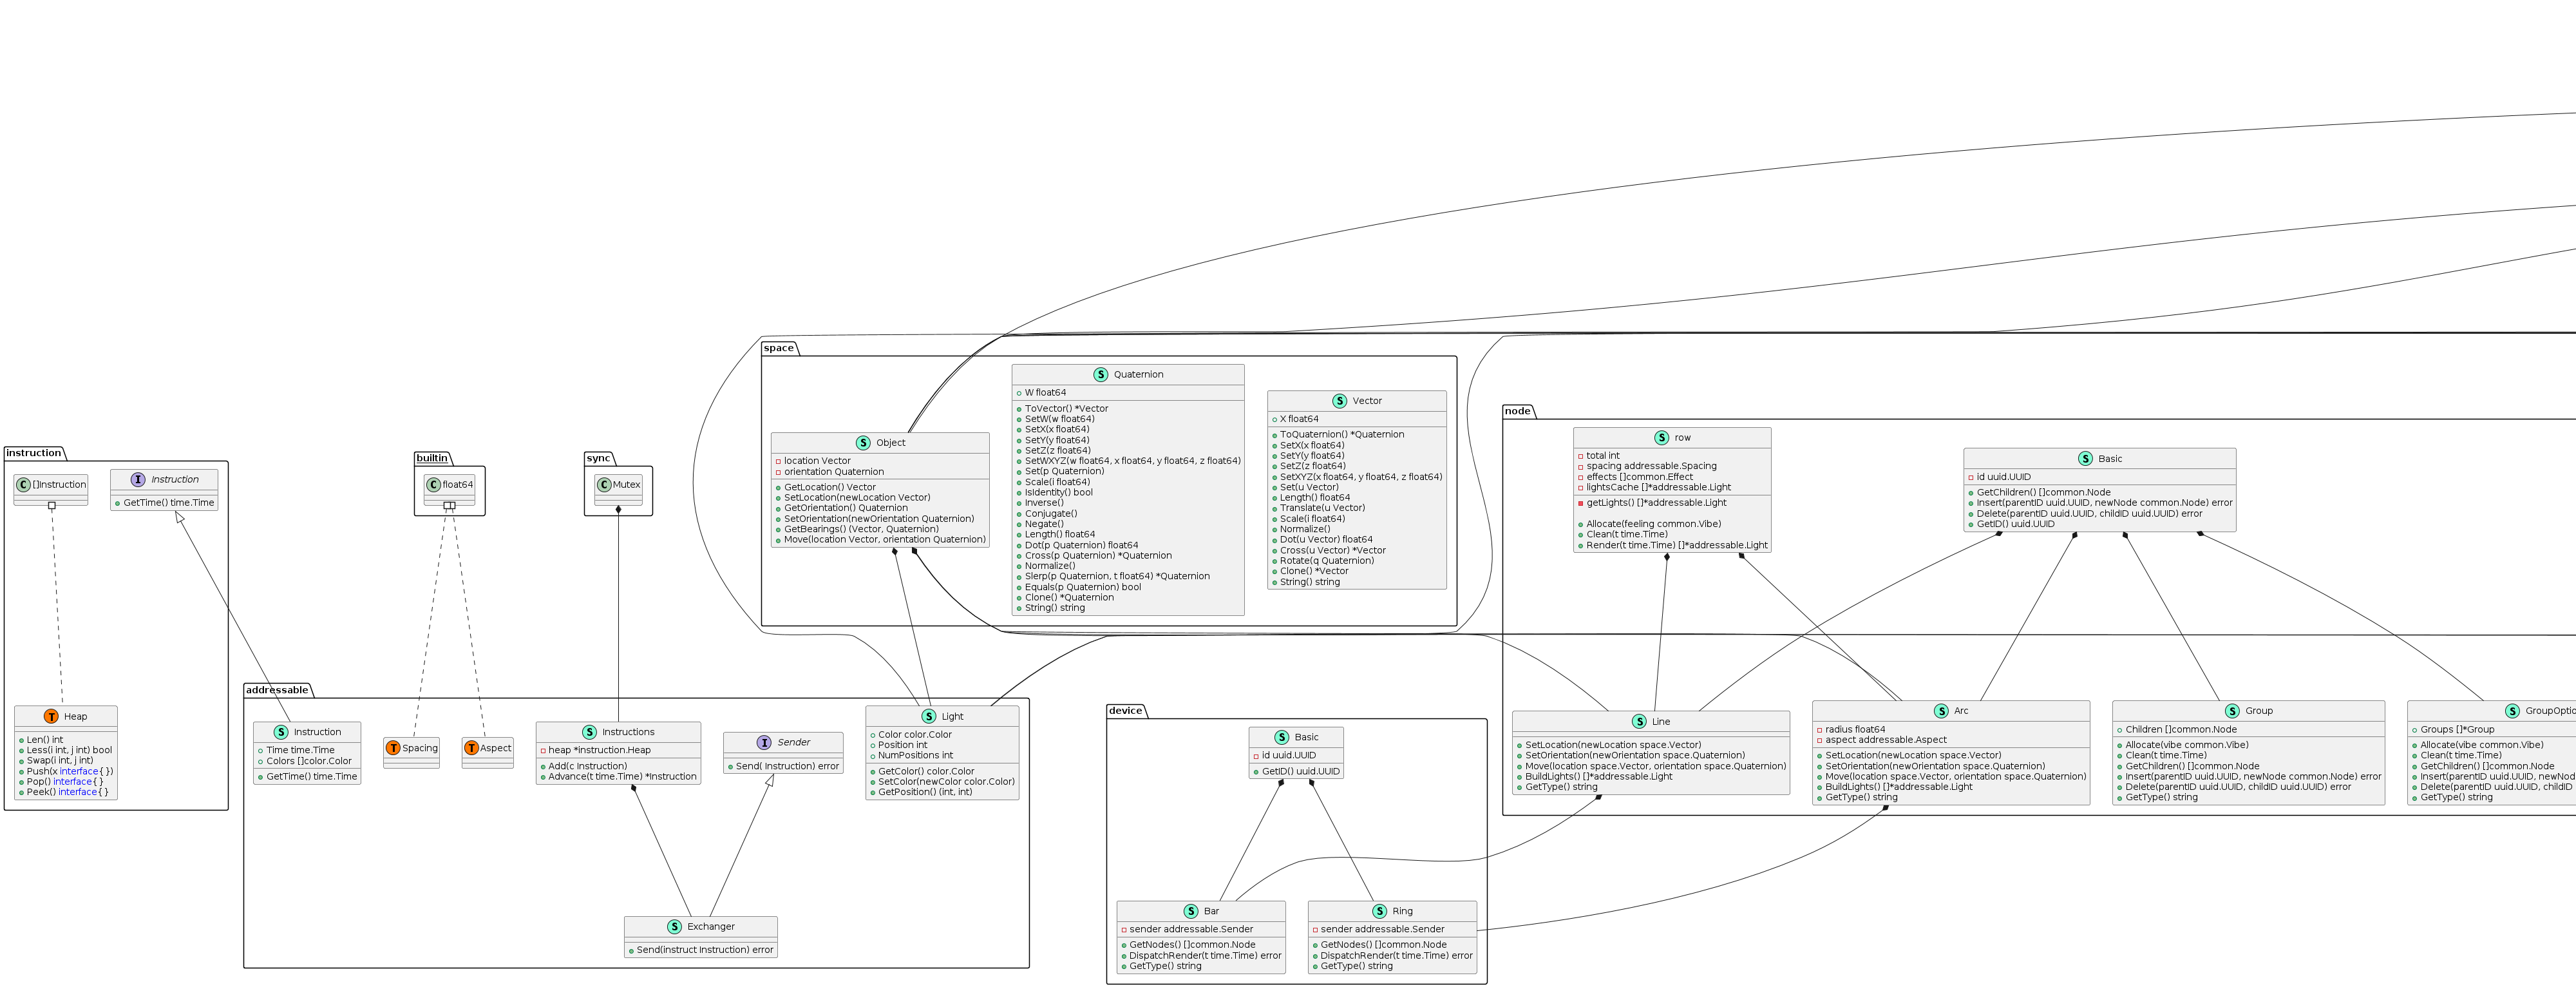 space
S Quaternion
W float64
ToVector() *Vector
SetW(w float64)
SetX(x float64)
SetY(y float64)
SetZ(z float64)
SetWXYZ(w float64, x float64, y float64, z float64)
Set(p Quaternion)
Scale(i float64)
IsIdentity() bool
Inverse()
Conjugate()
Negate()
Length() float64
Dot(p Quaternion) float64
Cross(p Quaternion) *Quaternion
Normalize()
Slerp(p Quaternion, t float64) *Quaternion
Equals(p Quaternion) bool
Clone() *Quaternion
String() string
S Vector
X float64
ToQuaternion() *Quaternion
SetX(x float64)
SetY(y float64)
SetZ(z float64)
SetXYZ(x float64, y float64, z float64)
Set(u Vector)
Length() float64
Translate(u Vector)
Scale(i float64)
Normalize()
Dot(u Vector) float64
Cross(u Vector) *Vector
Rotate(q Quaternion)
Clone() *Vector
String() string
S Object
location Vector
orientation Quaternion
GetLocation() Vector
SetLocation(newLocation Vector)
GetOrientation() Quaternion
SetOrientation(newOrientation Quaternion)
GetBearings() (Vector, Quaternion)
Move(location Vector, orientation Quaternion)
node
S row
total int
spacing addressable.Spacing
effects []common.Effect
lightsCache []*addressable.Light
getLights() []*addressable.Light
Allocate(feeling common.Vibe)
Clean(t time.Time)
Render(t time.Time) []*addressable.Light
S Basic
id uuid.UUID
GetChildren() []common.Node
Insert(parentID uuid.UUID, newNode common.Node) error
Delete(parentID uuid.UUID, childID uuid.UUID) error
GetID() uuid.UUID
instruction
C []Instruction
I Instruction
GetTime() time.Time
builtin
C float64
sync
C Mutex
T Heap
Len() int
Less(i int, j int) bool
Swap(i int, j int)
Push(x interface{ })
Pop() interface{ }
Peek() interface{ }
addressable
S Instruction
Time time.Time
Colors []color.Color
GetTime() time.Time
T Spacing
T Aspect
S Instructions
heap *instruction.Heap
Add(c Instruction)
Advance(t time.Time) *Instruction
I Sender
Send( Instruction) error
S Light
Color color.Color
Position int
NumPositions int
GetColor() color.Color
SetColor(newColor color.Color)
GetPosition() (int, int)
S Exchanger
Send(instruct Instruction) error
device
S Basic
id uuid.UUID
GetID() uuid.UUID
S Bar
sender addressable.Sender
GetNodes() []common.Node
DispatchRender(t time.Time) error
GetType() string
S Ring
sender addressable.Sender
GetNodes() []common.Node
DispatchRender(t time.Time) error
GetType() string
S Line
SetLocation(newLocation space.Vector)
SetOrientation(newOrientation space.Quaternion)
Move(location space.Vector, orientation space.Quaternion)
BuildLights() []*addressable.Light
GetType() string
S Arc
radius float64
aspect addressable.Aspect
SetLocation(newLocation space.Vector)
SetOrientation(newOrientation space.Quaternion)
Move(location space.Vector, orientation space.Quaternion)
BuildLights() []*addressable.Light
GetType() string
S Group
Children []common.Node
Allocate(vibe common.Vibe)
Clean(t time.Time)
GetChildren() []common.Node
Insert(parentID uuid.UUID, newNode common.Node) error
Delete(parentID uuid.UUID, childID uuid.UUID) error
GetType() string
S GroupOptio
Groups []*Group
Allocate(vibe common.Vibe)
Clean(t time.Time)
GetChildren() []common.Node
Insert(parentID uuid.UUID, newNod
Delete(parentID uuid.UUID, childID
GetType() string